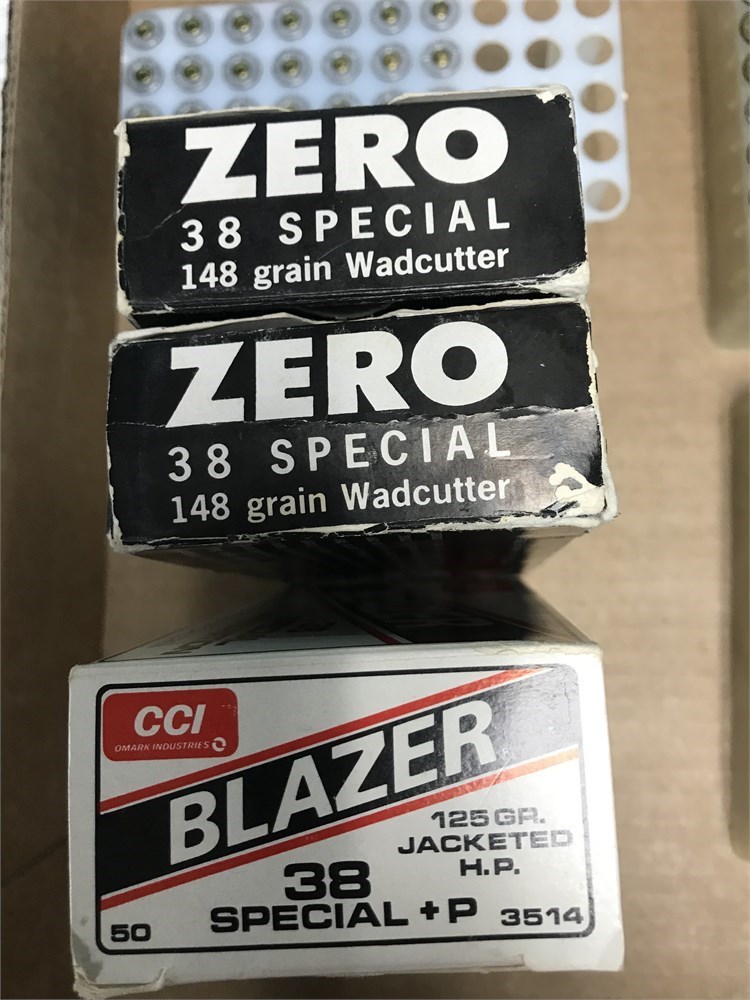 ZERO
38 SPECIAL
148 grain Wadcutter
ZERO
38 SPECIAL
148 grain Wadcutter
CCI
OMARK INDUSTRIES
BLAZER
125 GR.
JACKETED
H.P.
38
SPECIAL +P
50
3514